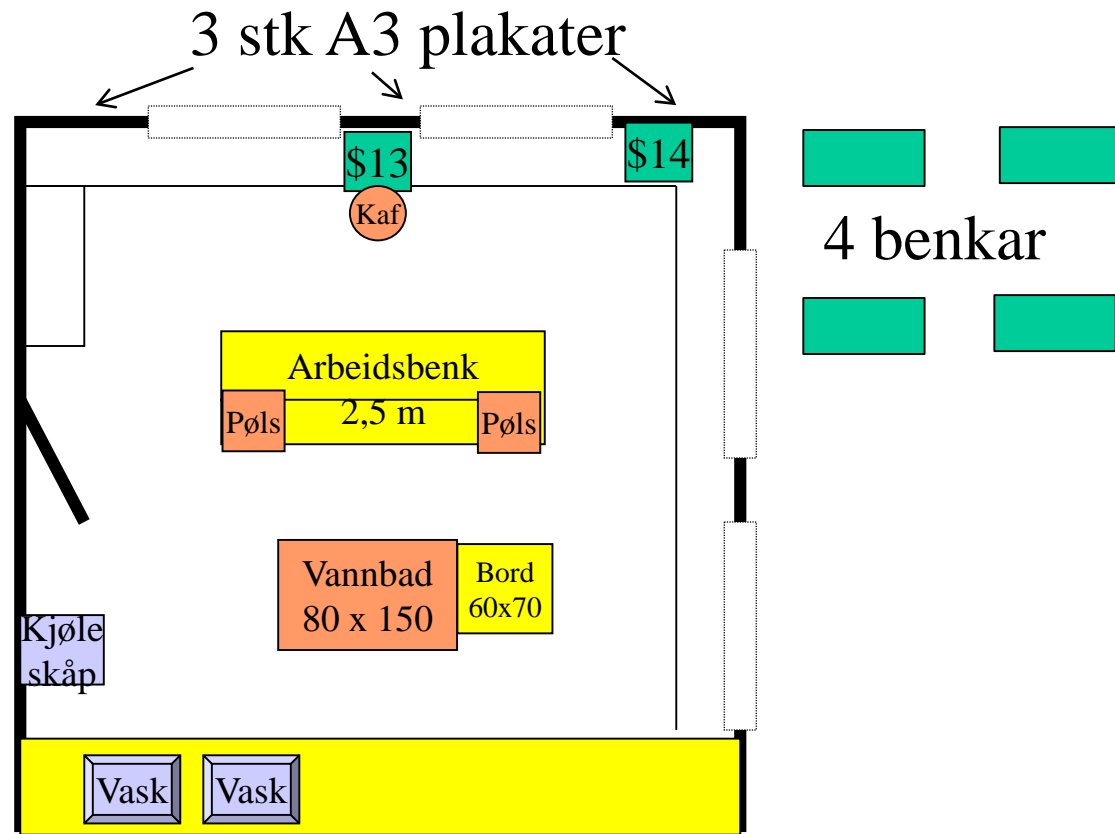 3 stk A3 plakater
$13
$14
Kaf
4 benkar
Arbeidsbenk
2,5 m
Pøls
Pøls
Vannbad
80 x 150
Bord
60x70
Kjøle
skåp
Vask
Vask